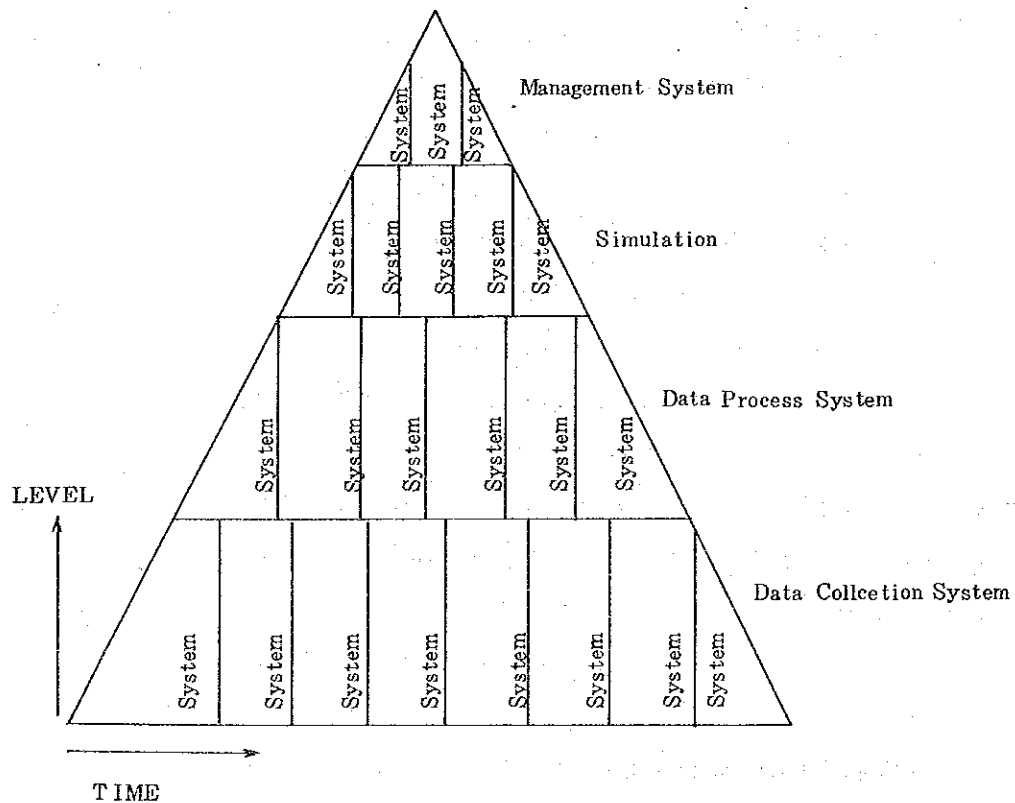 Management System
System System System
Simulation
System System System System System
Data Process System
System System System System System System
LEVEL
Data Collcetion System
System System System System System System System System
TIME